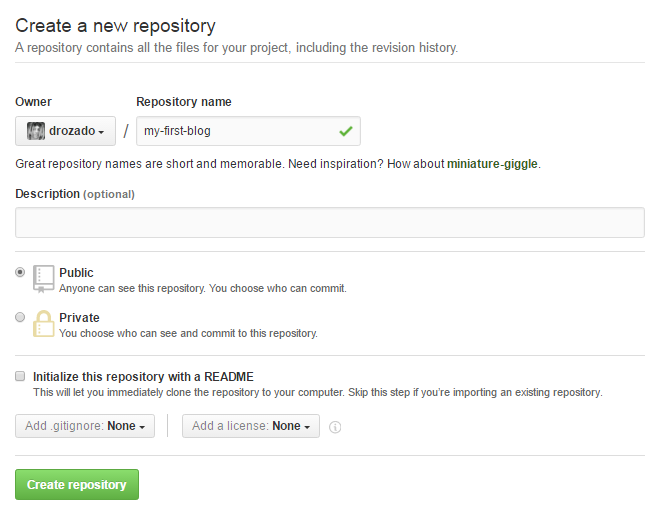 Create a new repository
A repository contains all the files for your project, including the revision history.
Owner
Repository name
drozado / my-first-blog
Great repository names are short and memorable. Need inspiration? How about miniature-giggle.
Description (optional)
Public
Anyone can see this repository. You choose who can commit.
Private
You choose who can see and commit to this repository.
Initialize this repository with a README
This will let you immediately clone the repository to your computer. Skip this step if you're importing an existing repository.
Add .gitignore: None
Add a license: None
Create repository